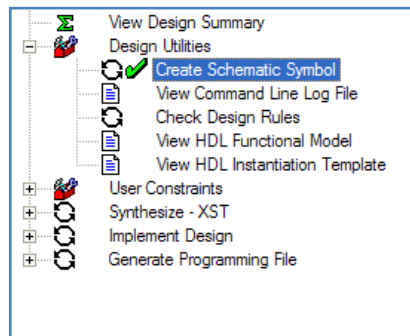 View Design Summary
Design Utilities
Create Schematic Symbol
View Command Line Log File
Check Design Rules
View HDL Functional Model
View HDL Instantiation Template
User Constraints
Synthesize - XST
Implement Design
Generate Programming File